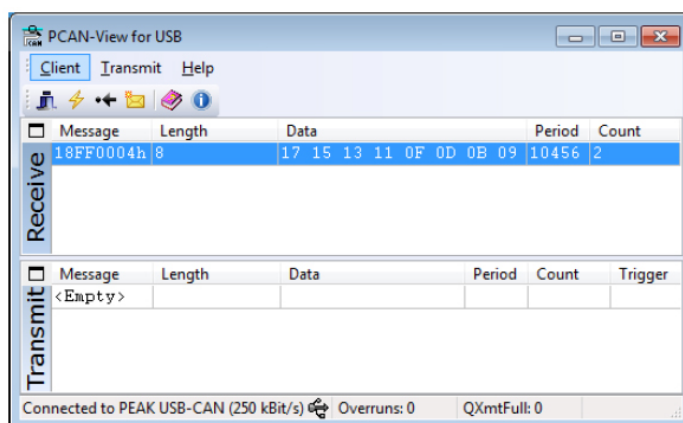 PCAN-View for USB
Client Transmit Help
Message Length Data Period Count
18FF0004h 8 17 15 13 11 0F 0D 0B 09 10456 2
Receive
Message Length Data Period Count Trigger
<Empty>
Transmit
Connected to PEAK USB-CAN (250 kBit/s) Overruns: 0 QXmtFull: 0